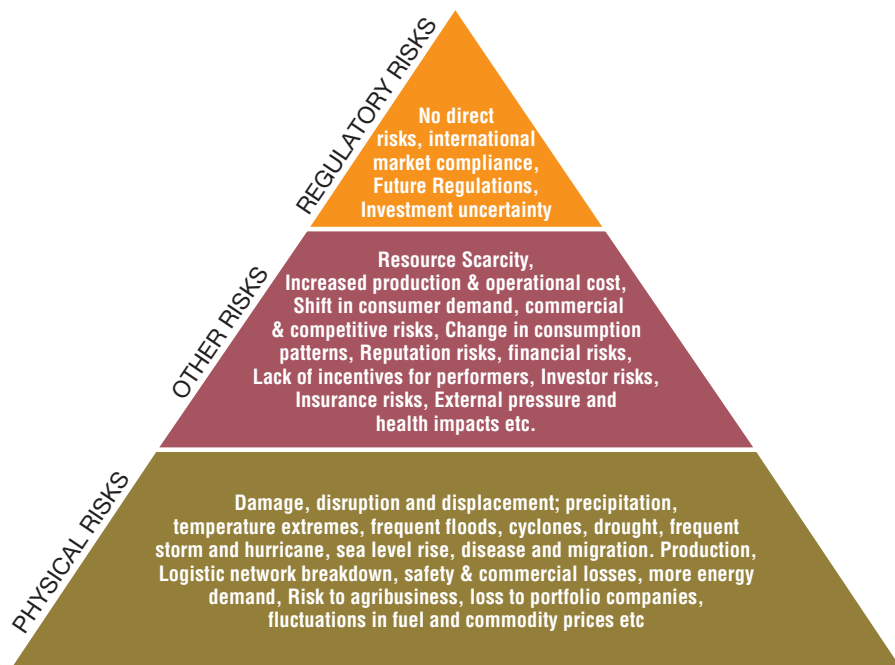 REGULATORY RISKS
No direct
risks, international
market compliance,
Future Regulations,
Investment uncertainty
OTHER RISKS
Resource Scarcity,
Increased production & operational cost,
Shift in consumer demand, commercial
& competitive risks, Change in consumption
patterns, Reputation risks, financial risks,
Lack of incentives for performers, Investor risks,
Insurance risks, External pressure and
health impacts etc.
PHYSICAL RISKS
Damage, disruption and displacement; precipitation,
temperature extremes, frequent floods, cyclones, drought, frequent
storm and hurricane, sea level rise, disease and migration. Production,
Logistic network breakdown, safety & commercial losses, more energy
demand, Risk to agribusiness, loss to portfolio companies,
fluctuations in fuel and commodity prices etc